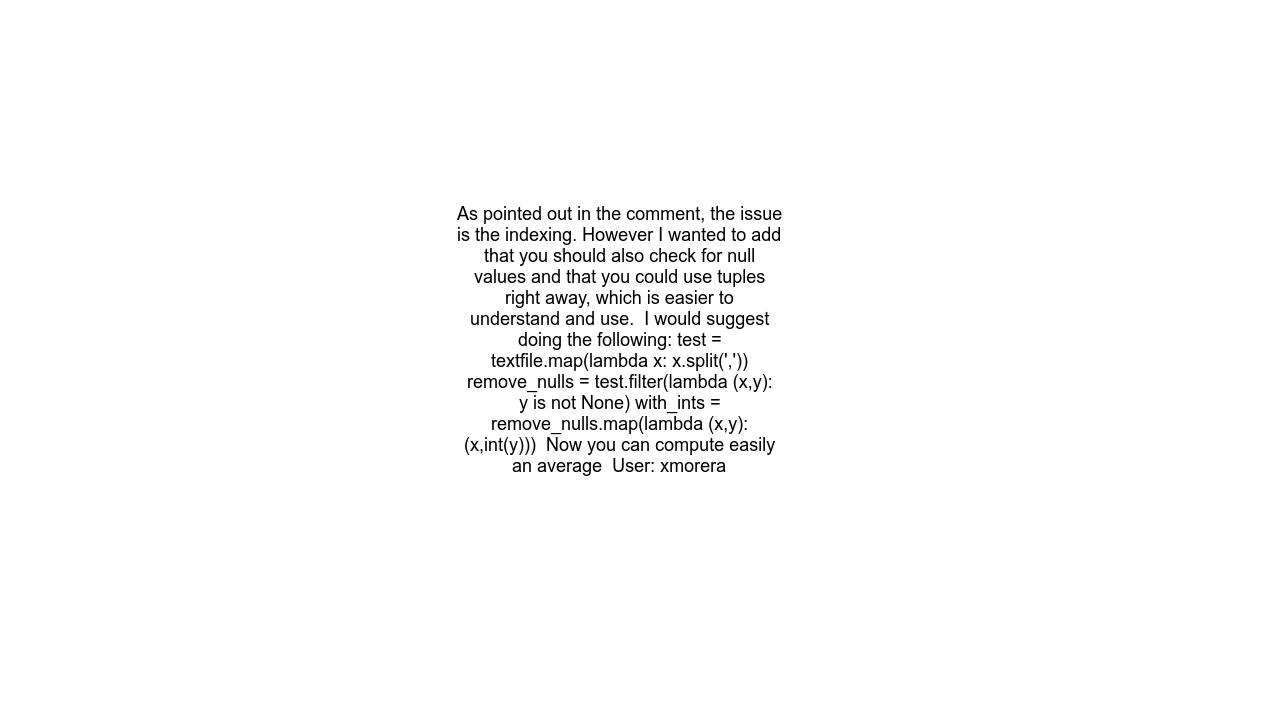 As pointed out in the comment, the issue
is the indexing. However I wanted to add
that you should also check for null
values and that you could use tuples
right away, which is easier to
understand and use.  I would suggest
doing the following: test =
textfile.map(lambda x: x.split(','))
remove_nulls = test.filter(lambda (x,y):
y is not None) with_ints =
remove_nulls.map(lambda (x,y):
(x,int(y)))  Now you can compute easily
an average  User: xmorera